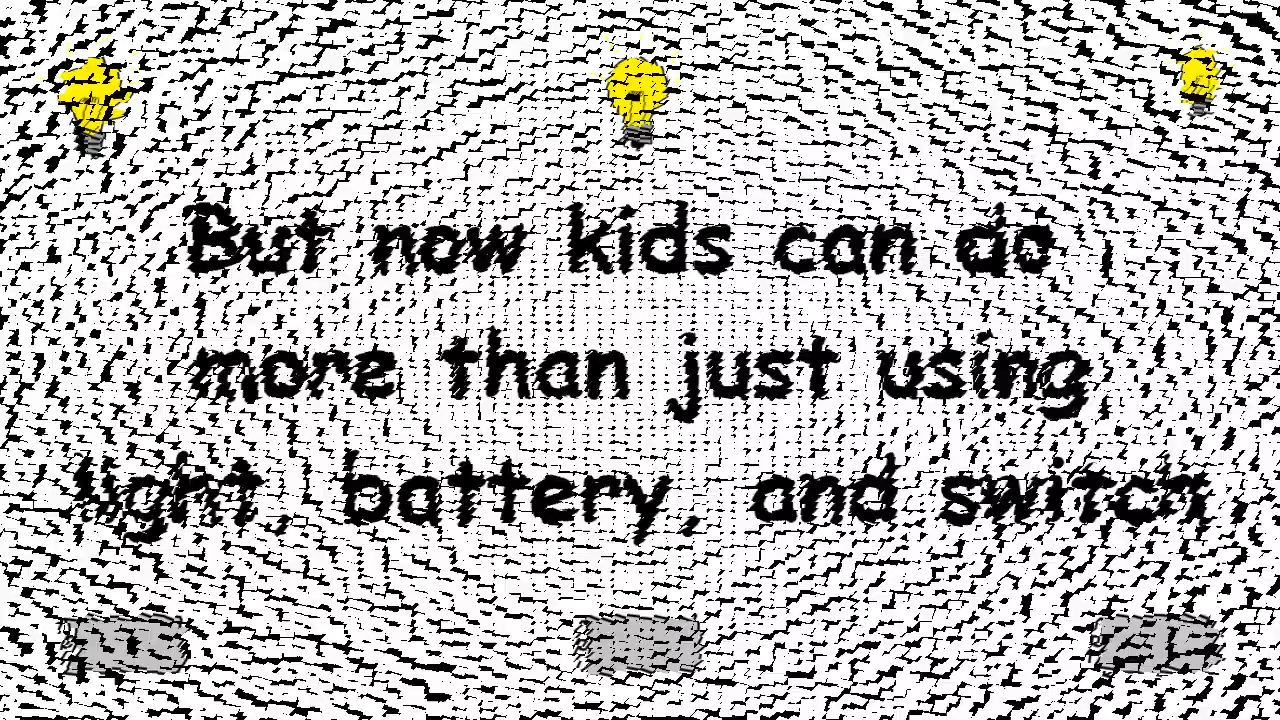 But now kids can do
more than just using
light, battery, and switch